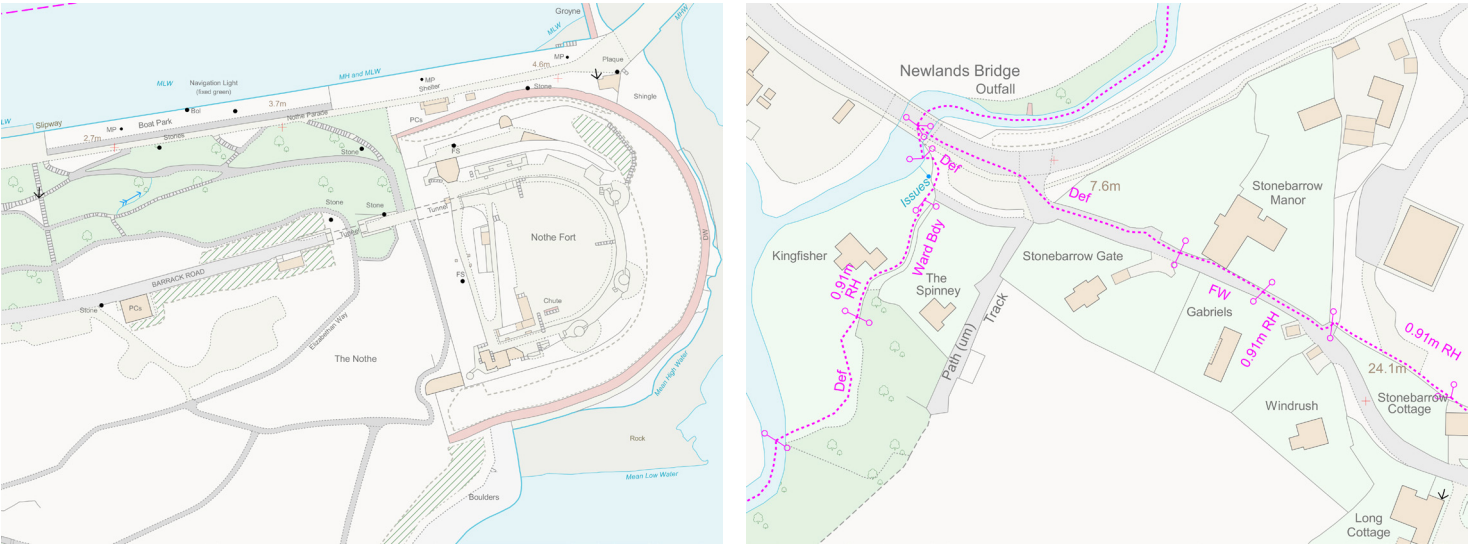 Groyne
MHW
MLW
MLW
MH and MLW
Navigation Light
(fixed green)
MP
Plaque
4.6m
MP
Shelter
Stone
Shingle
3.7m
Bol
Nothe Parade
PCs
LW
Slipway
Boat Park
MP
2.7m
Stones
Stone
FS
Stone
Stone
Tunnel
Tunnel
Nothe Fort
DW
BARRACK ROAD
FS
Chute
Stone
PCs
Elizabethan Way
The Nothe
Mean High Water
Rock
Mean Low Water
Boulders
Newlands Bridge
Outfall
Def
Issues
Def
7.6m
Stonebarrow
Manor
Kingfisher
Ward Bdy
Stonebarrow Gate
0.91m
RH
The
Spinney
FW
Gabriels
Track
Path (um)
0.91m RH
0.91m RH
Def
24.1m
Stonebarrow
Cottage
Windrush
Long
Cottage